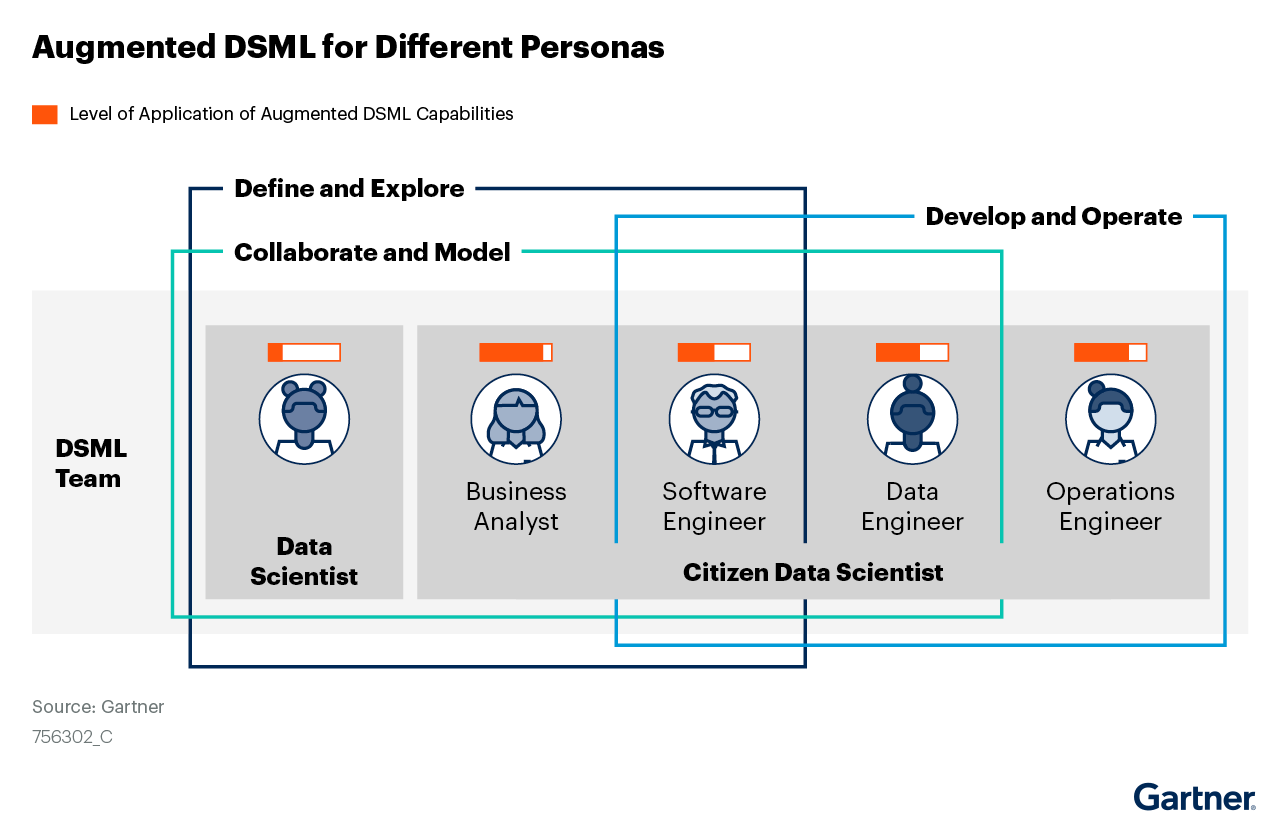 Augmented DSML for Different Personas
Level of Application of Augmented DSML Capabilities
Define and Explore
Develop and Operate
Collaborate and Model
DSML
Team
Data
Scientist
Business
Analyst
Software
Engineer
Data
Engineer
Operations
Engineer
Citizen Data Scientist
Source: Gartner
756302_C
Gartner®